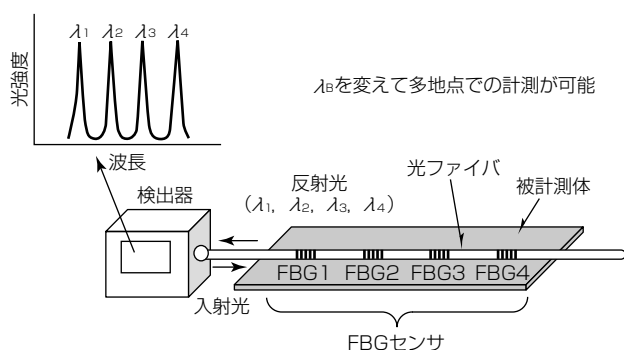 λ1 λ2 λ3 λ4
光強度
λBを変えて多地点での計測が可能
波長
光ファイバ
検出器
反射光
被計測体
(λ1, λ2, λ3, λ4)
FBG1 FBG2 FBG3 FBG4
入射光
FBGセンサ